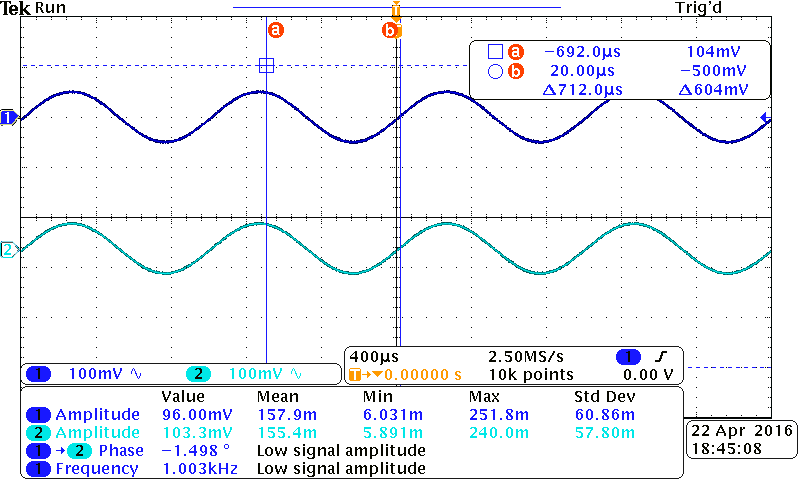 Tek Run Trig'd
a b
a −692.0µs 104mV
b 20.00µs −500mV
Δ712.0µs Δ604mV
1
2
1 100mV 2 100mV
400µs 2.50MS/s 1
T 0.00000 s 10k points 0.00 V
Value Mean Min Max Std Dev
1 Amplitude 96.00mV 157.9m 6.031m 251.8m 60.86m
2 Amplitude 103.3mV 155.4m 5.891m 240.0m 57.80m
1 → 2 Phase −1.498 ° Low signal amplitude
1 Frequency 1.003kHz Low signal amplitude
22 Apr 2016
18:45:08